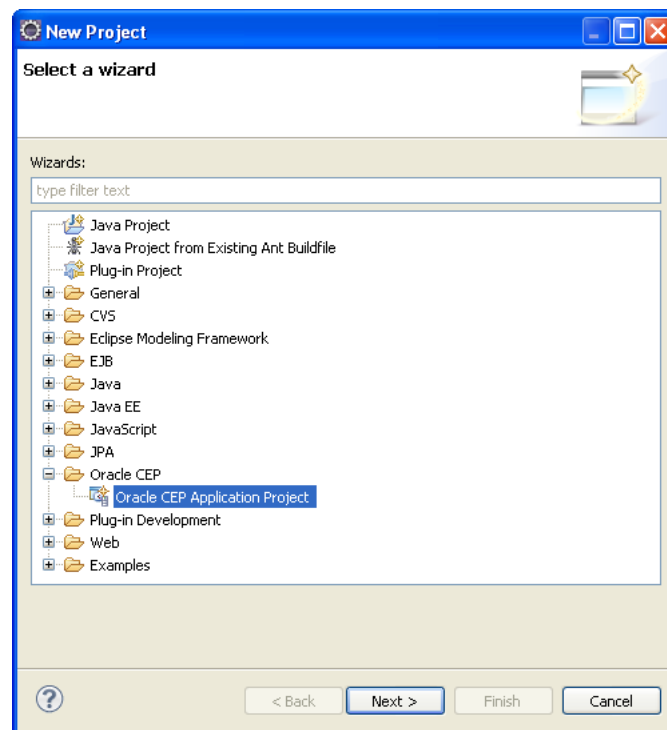 New Project
Select a wizard
Wizards:
type filter text
Java Project
Java Project from Existing Ant Buildfile
Plug-in Project
General
CVS
Eclipse Modeling Framework
EJB
Java
Java EE
JavaScript
JPA
Oracle CEP
Oracle CEP Application Project
Plug-in Development
Web
Examples
? < Back Next > Finish Cancel